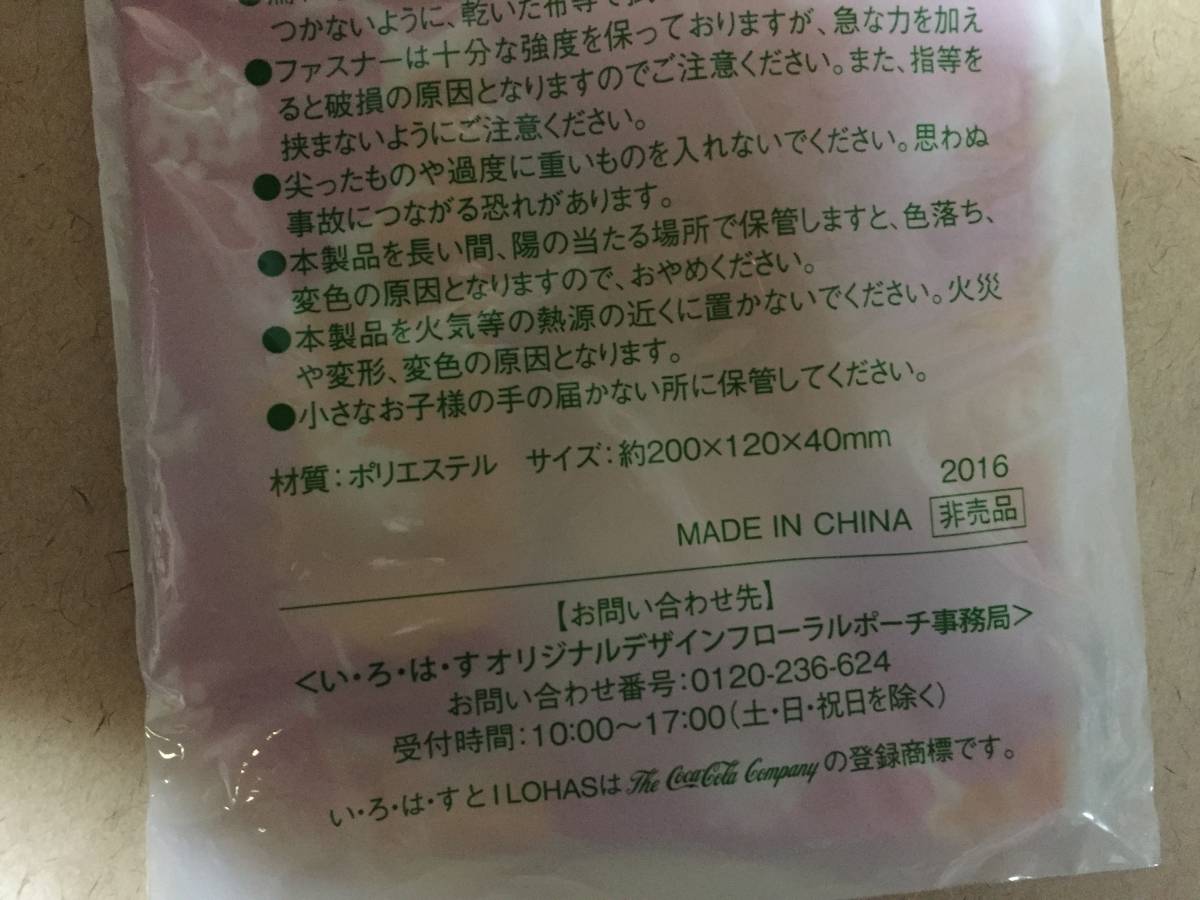 つかないように、乾いた布等で
●ファスナーは十分な強度を保っておりますが、急な力を加え
ると破損の原因となりますのでご注意ください。また、指等を
挟まないようにご注意ください。
●尖ったものや過度に重いものを入れないでください。思わぬ
事故につながる恐れがあります。
●本製品を長い間、陽の当たる場所で保管しますと、色落ち、
変色の原因となりますので、おやめください。
●本製品を火気等の熱源の近くに置かないでください。火災
や変形、変色の原因となります。
●小さなお子様の手の届かない所に保管してください。
材質：ポリエステル　サイズ：約200×120×40mm
2016
MADE IN CHINA 非売品
【お問い合わせ先】
<い・ろ・は・す オリジナルデザインフローラルポーチ事務局>
お問い合わせ番号：0120-236-624
受付時間：10:00～17:00（土・日・祝日を除く）
い・ろ・は・すとI LOHASは The Coca-Cola Company の登録商標です。